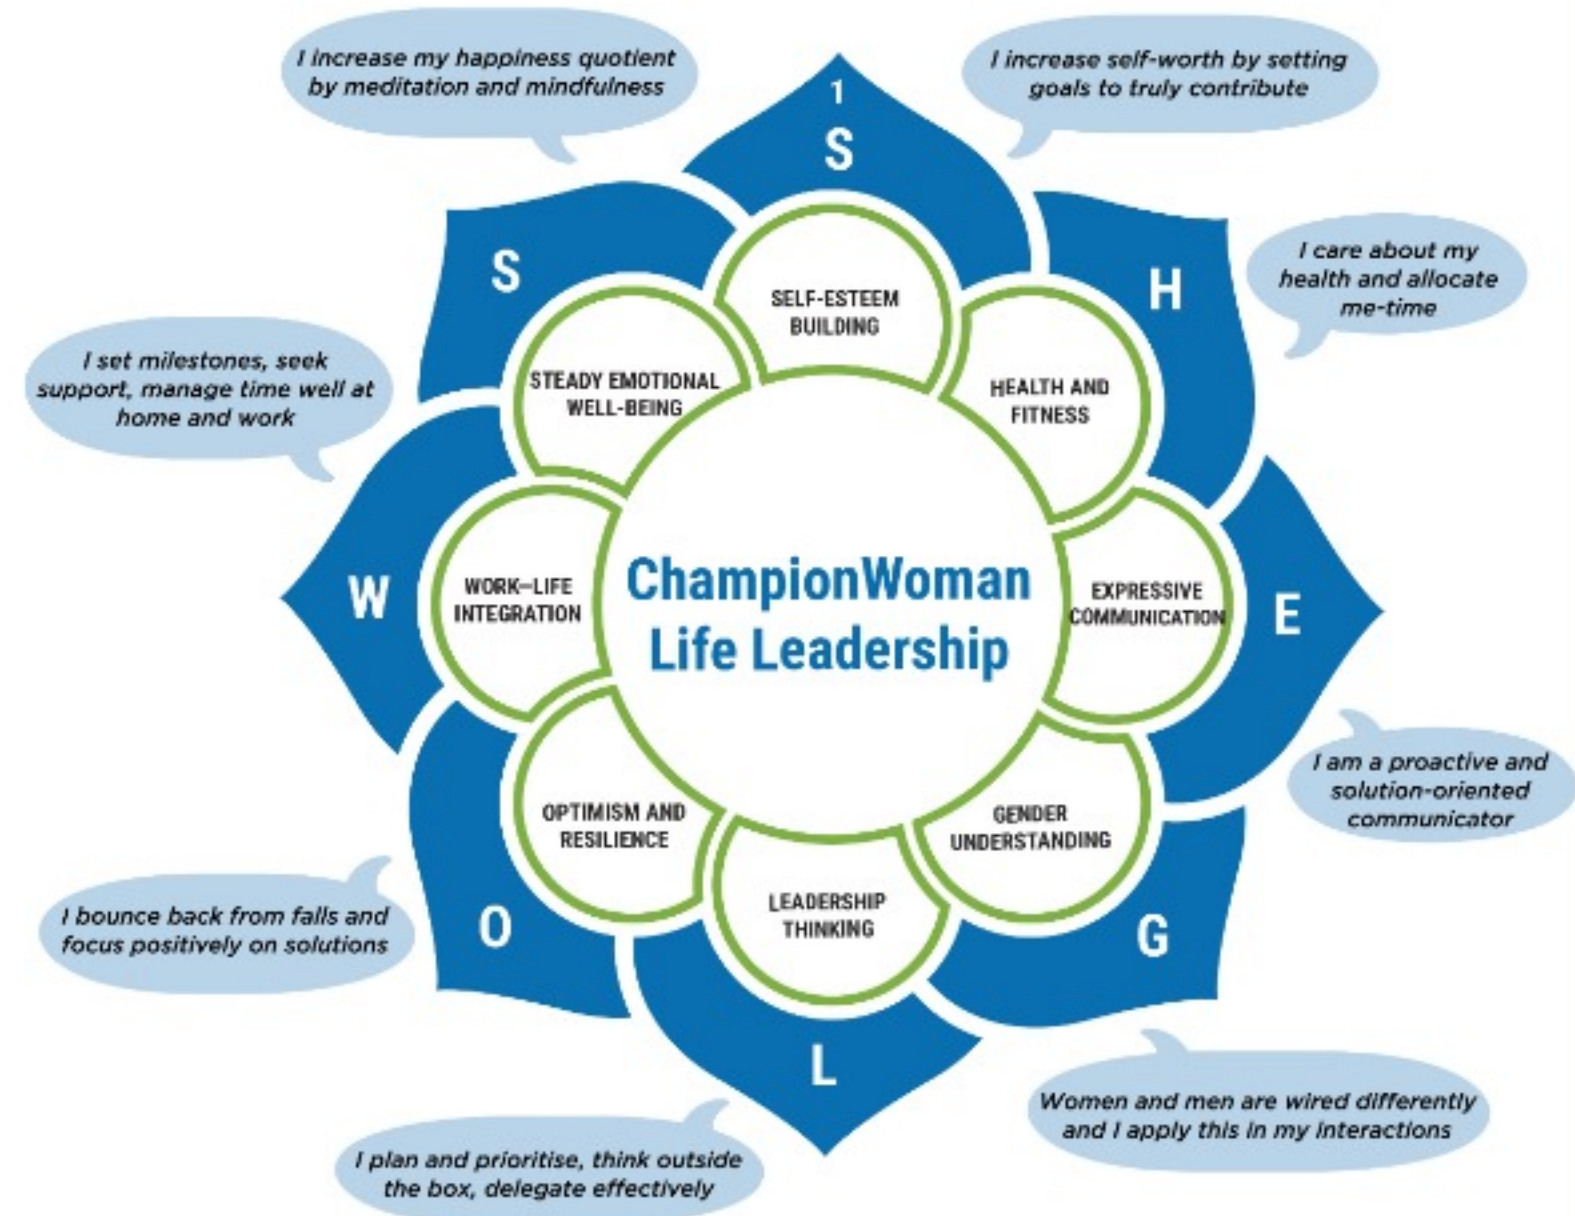 I increase my happiness quotient
by meditation and mindfulness
I increase self-worth by setting
goals to truly contribute
1
S
SELF-ESTEEM
BUILDING
H
HEALTH AND
FITNESS
I care about my
health and allocate
me-time
E
EXPRESSIVE
COMMUNICATION
I am a proactive and
solution-oriented
communicator
G
GENDER
UNDERSTANDING
Women and men are wired differently
and I apply this in my interactions
L
LEADERSHIP
THINKING
I plan and prioritise, think outside
the box, delegate effectively
O
OPTIMISM AND
RESILIENCE
I bounce back from falls and
focus positively on solutions
W
WORK–LIFE
INTEGRATION
I set milestones, seek
support, manage time well at
home and work
S
STEADY EMOTIONAL
WELL-BEING
ChampionWoman
Life Leadership